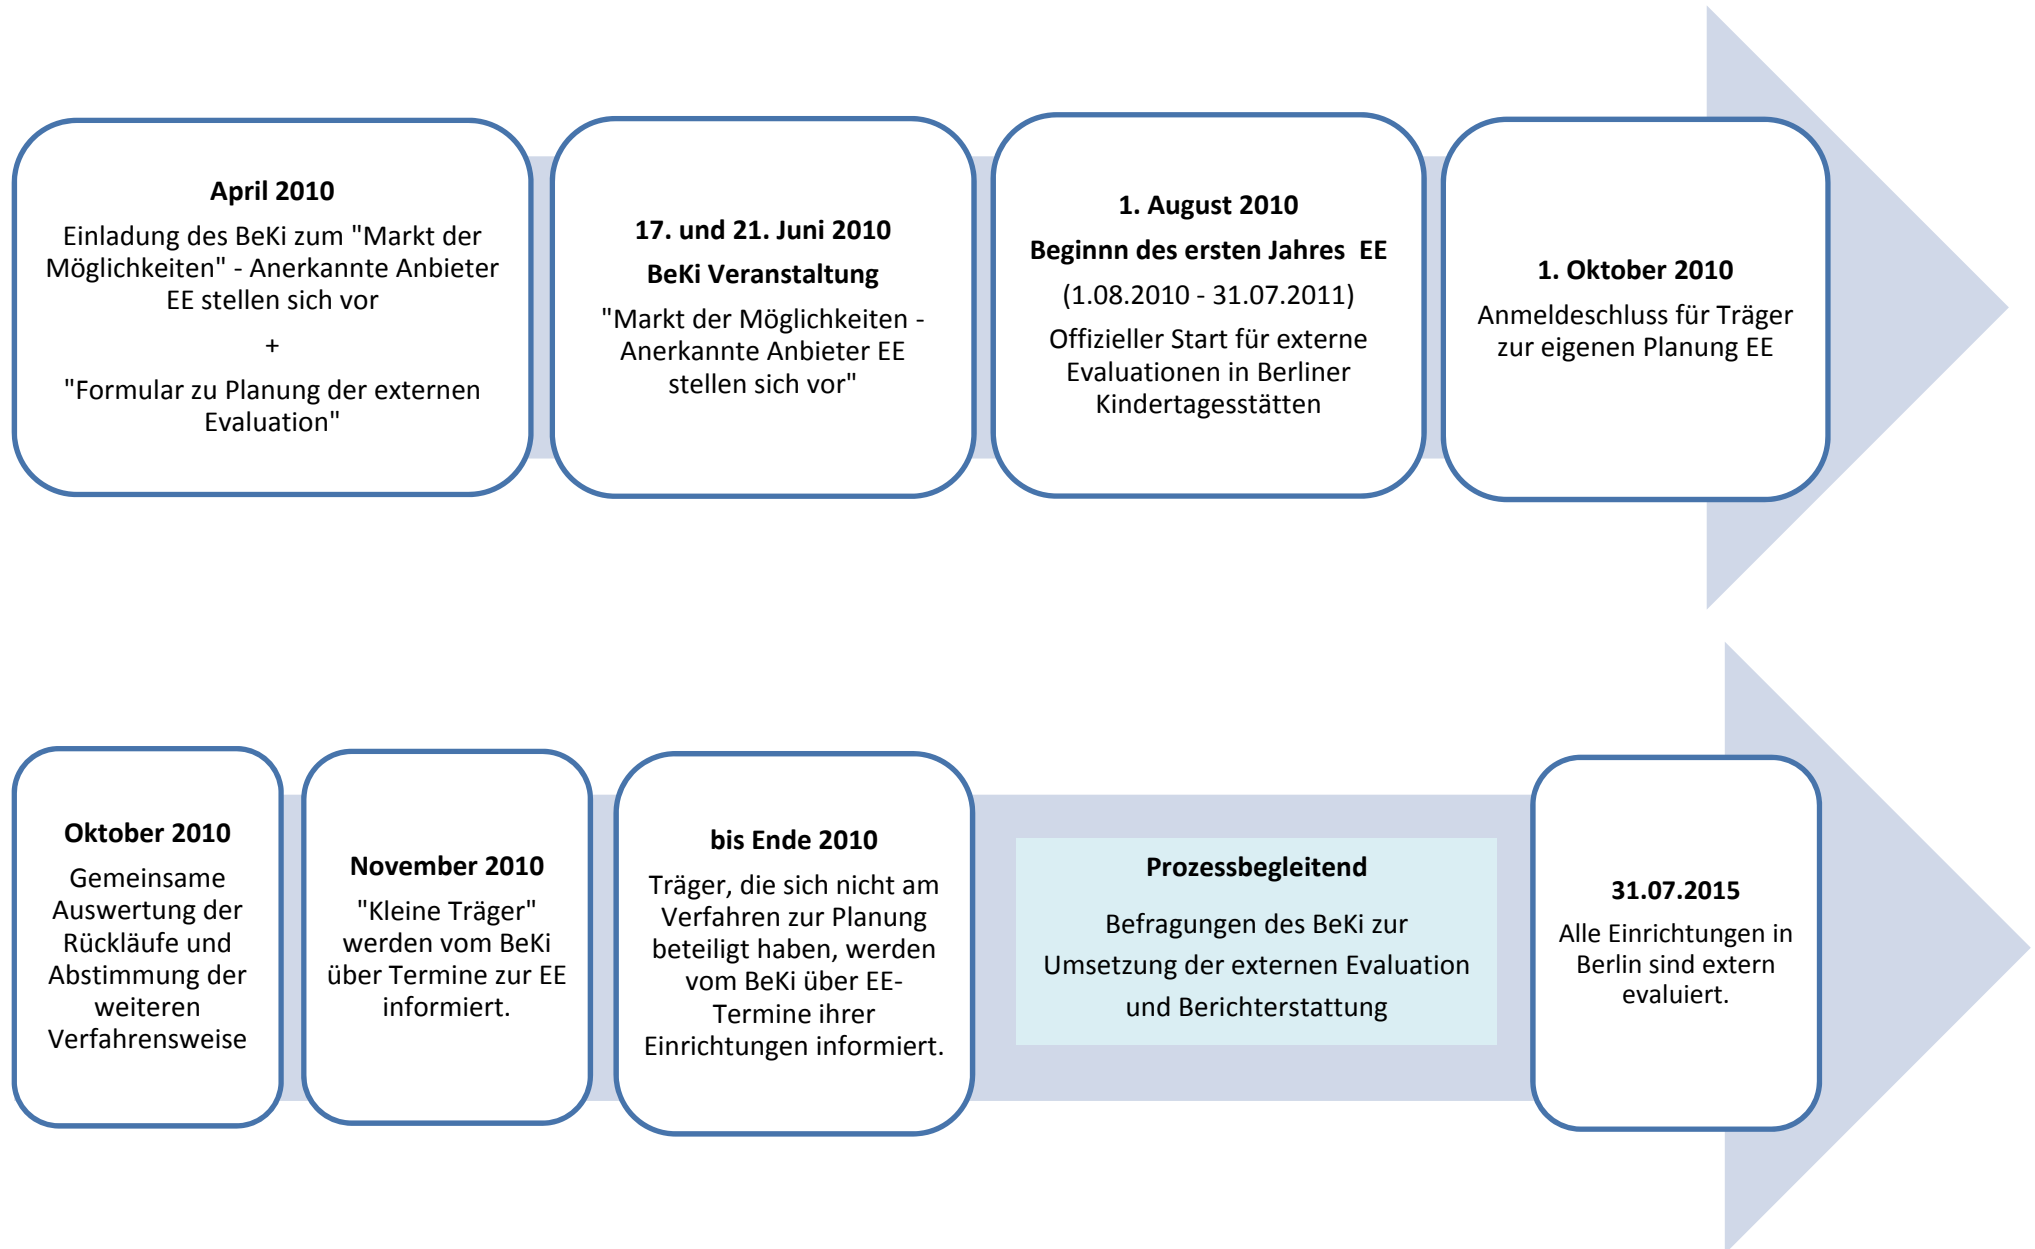 April 2010
Einladung des BeKi zum "Markt der
Möglichkeiten" - Anerkannte Anbieter
EE stellen sich vor
+
"Formular zu Planung der externen
Evaluation"
17. und 21. Juni 2010
BeKi Veranstaltung
"Markt der Möglichkeiten -
Anerkannte Anbieter EE
stellen sich vor"
1. August 2010
Beginnn des ersten Jahres EE
(1.08.2010 - 31.07.2011)
Offizieller Start für externe
Evaluationen in Berliner
Kindertagesstätten
1. Oktober 2010
Anmeldeschluss für Träger
zur eigenen Planung EE
Oktober 2010
Gemeinsame
Auswertung der
Rückläufe und
Abstimmung der
weiteren
Verfahrensweise
November 2010
"Kleine Träger"
werden vom BeKi
über Termine zur EE
informiert.
bis Ende 2010
Träger, die sich nicht am
Verfahren zur Planung
beteiligt haben, werden
vom BeKi über EE-
Termine ihrer
Einrichtungen informiert.
Prozessbegleitend
Befragungen des BeKi zur
Umsetzung der externen Evaluation
und Berichterstattung
31.07.2015
Alle Einrichtungen in
Berlin sind extern
evaluiert.